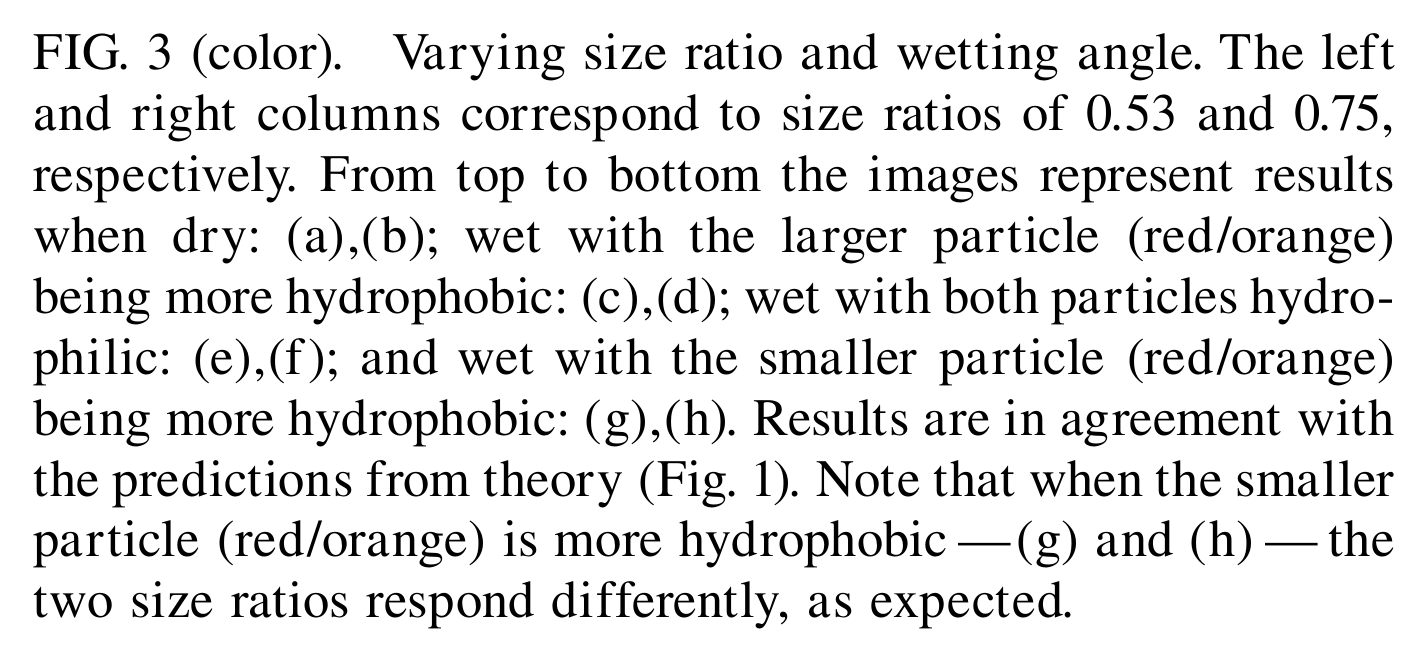 FIG. 3 (color). Varying size ratio and wetting angle. The left
and right columns correspond to size ratios of 0.53 and 0.75,
respectively. From top to bottom the images represent results
when dry: (a),(b); wet with the larger particle (red/orange)
being more hydrophobic: (c),(d); wet with both particles hydro-
philic: (e),(f); and wet with the smaller particle (red/orange)
being more hydrophobic: (g),(h). Results are in agreement with
the predictions from theory (Fig. 1). Note that when the smaller
particle (red/orange) is more hydrophobic—(g) and (h)—the
two size ratios respond differently, as expected.